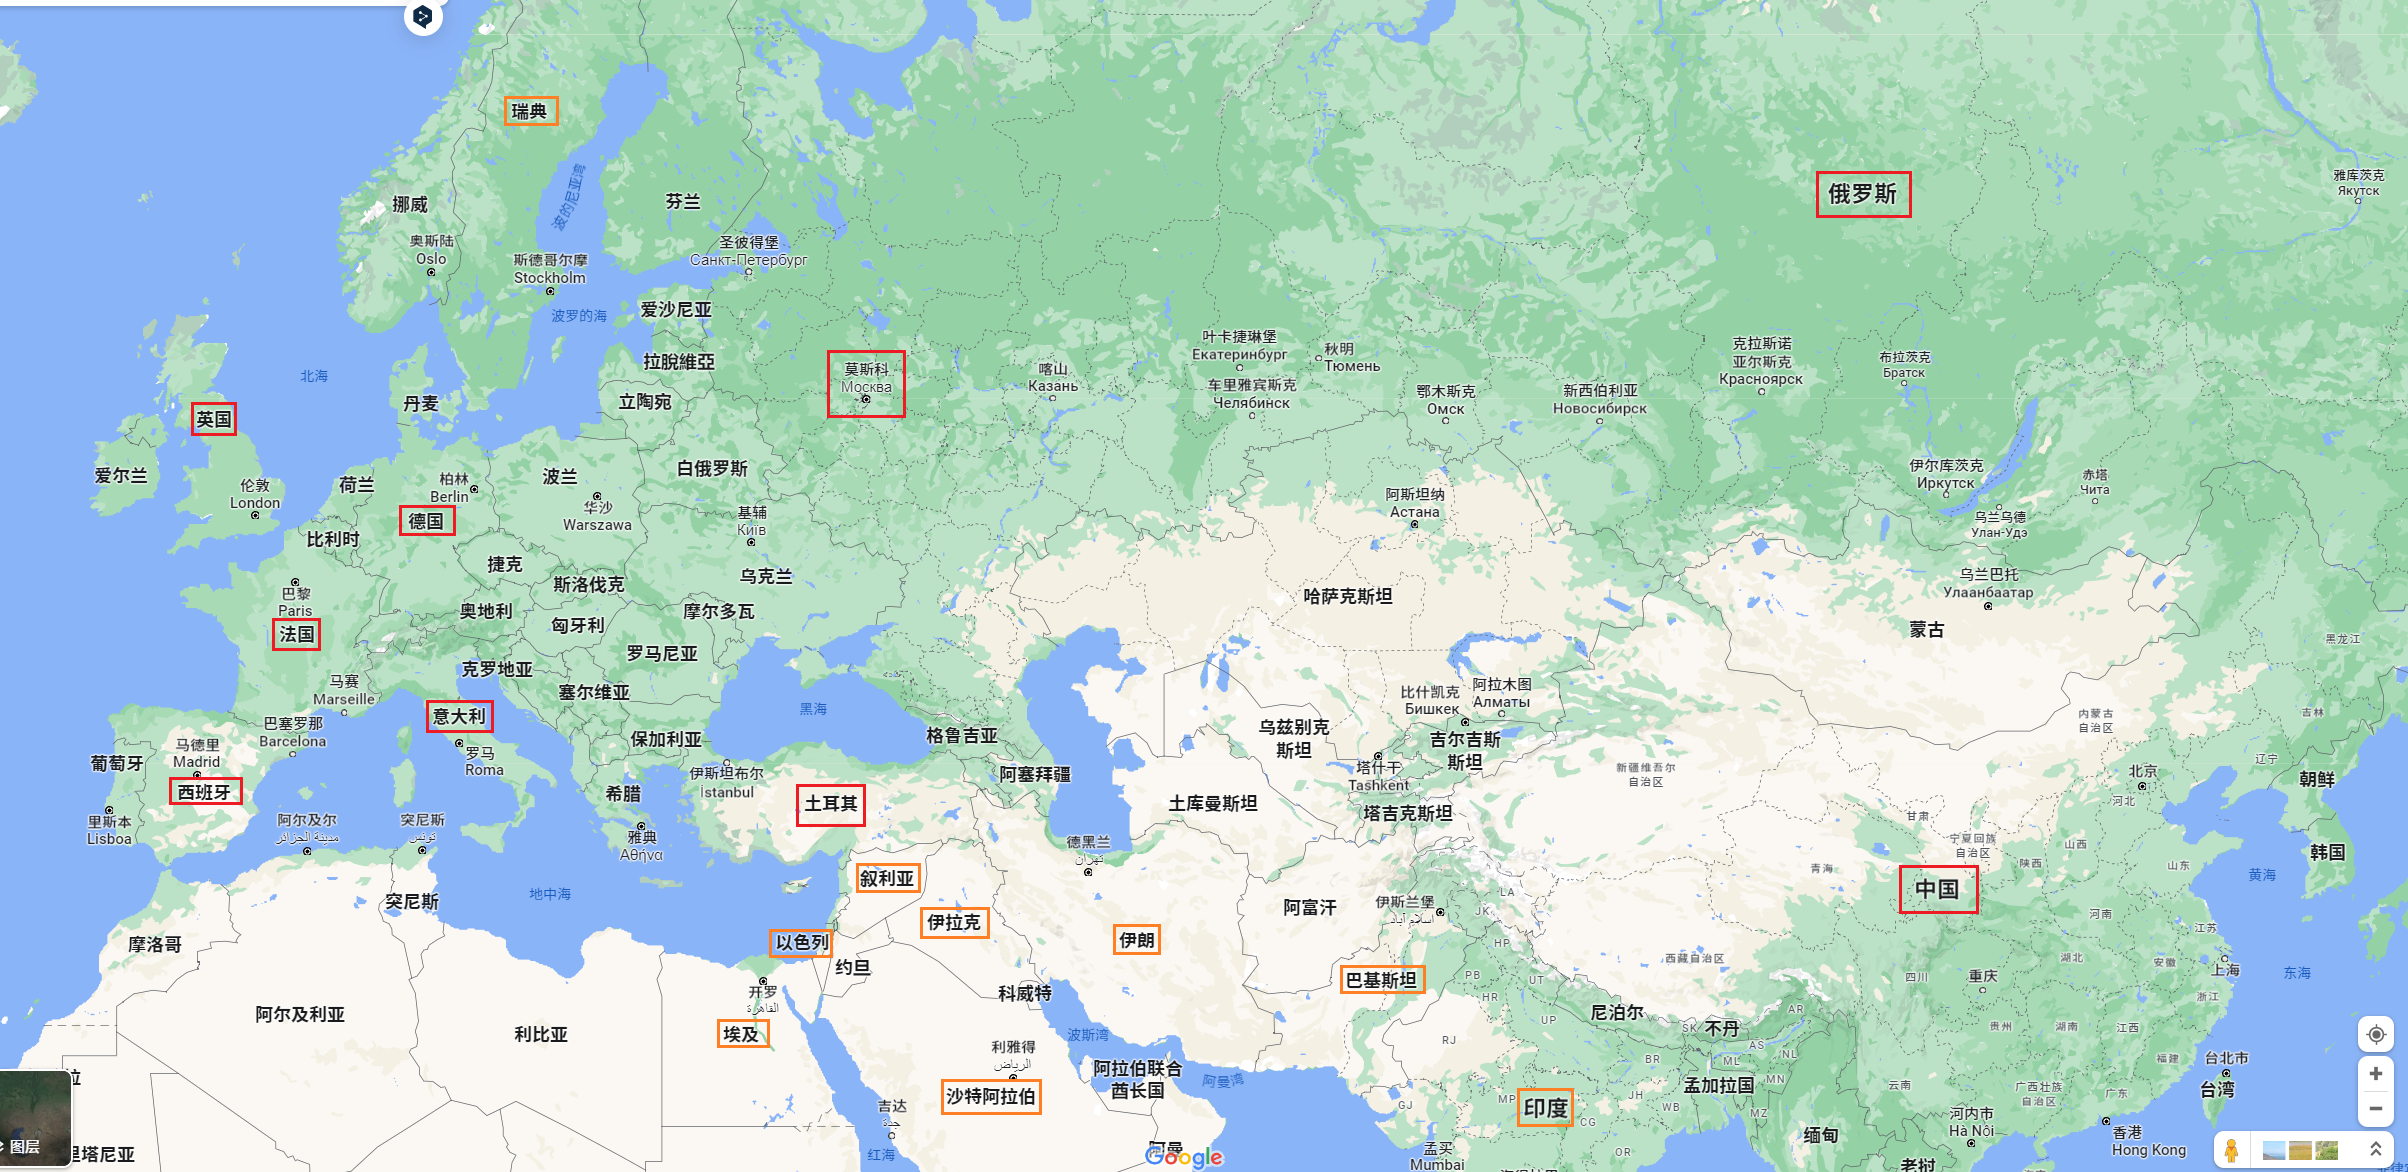 瑞典
俄罗斯
雅库茨克
Якутск
挪威
芬兰
波的尼亚湾
奥斯陆
Oslo
圣彼得堡
Санкт-Петербург
斯德哥尔摩
Stockholm
爱沙尼亚
波罗的海
叶卡捷琳堡
Екатеринбург
秋明
Тюмень
克拉斯诺
亚尔斯克
Красноярск
布拉茨克
Братск
拉脫維亞
莫斯科
Москва
喀山
Казань
北海
车里雅宾斯克
Челябинск
鄂木斯克
Омск
新西伯利亚
Новосибирск
丹麦
立陶宛
英国
爱尔兰
伦敦
London
荷兰
柏林
Berlin
波兰
白俄罗斯
伊尔库茨克
Иркутск
赤塔
Чита
阿斯坦纳
Астана
华沙
Warszawa
基辅
Київ
德国
乌兰乌德
Улан-Удэ
比利时
捷克
斯洛伐克
乌克兰
乌兰巴托
Улаанбаатар
巴黎
Paris
哈萨克斯坦
法国
奥地利
匈牙利
摩尔多瓦
蒙古
黑龙江
罗马尼亚
克罗地亚
马赛
Marseille
塞尔维亚
比什凯克
Бишкек
阿拉木图
Алматы
意大利
黑海
内蒙古
自治区
吉林
巴塞罗那
Barcelona
格鲁吉亚
乌兹别克
斯坦
吉尔吉斯
斯坦
保加利亚
马德里
Madrid
葡萄牙
罗马
Roma
伊斯坦布尔
İstanbul
阿塞拜疆
塔什干
Tashkent
新疆维吾尔
自治区
北京
辽宁
朝鲜
西班牙
希腊
土耳其
土库曼斯坦
塔吉克斯坦
河北
里斯本
Lisboa
阿尔及尔
مدينة الجزائر
突尼斯
تونس
雅典
Αθήνα
德黑兰
تهران
甘肃
宁夏回族
自治区
山西
陕西
山东
韩国
青海
黄海
叙利亚
地中海
突尼斯
伊拉克
阿富汗
伊斯兰堡
اسلام آباد
LA
JK
中国
河南
江苏
摩洛哥
以色列
伊朗
HP
西藏自治区
湖北
安徽
上海
东海
约旦
巴基斯坦
PB
UT
四川
重庆
开罗
القاهرة
科威特
HR
浙江
阿尔及利亚
UP
尼泊尔
SK
不丹
AR
贵州
湖南
江西
利比亚
埃及
波斯湾
RJ
AS
NL
利雅得
الرياض
阿拉伯联合
酋长国
阿曼湾
BR
ML
MN
福建
台北市
台湾
孟加拉国
云南
沙特阿拉伯
GJ
MP
印度
JH
WB
CG
MZ
广西壮族
自治区
广东
吉达
جدة
河内市
Hà Nội
香港
Hong Kong
图层
里塔尼亚
红海
阿曼
Google
孟买
Mumbai
OR
缅甸
老挝